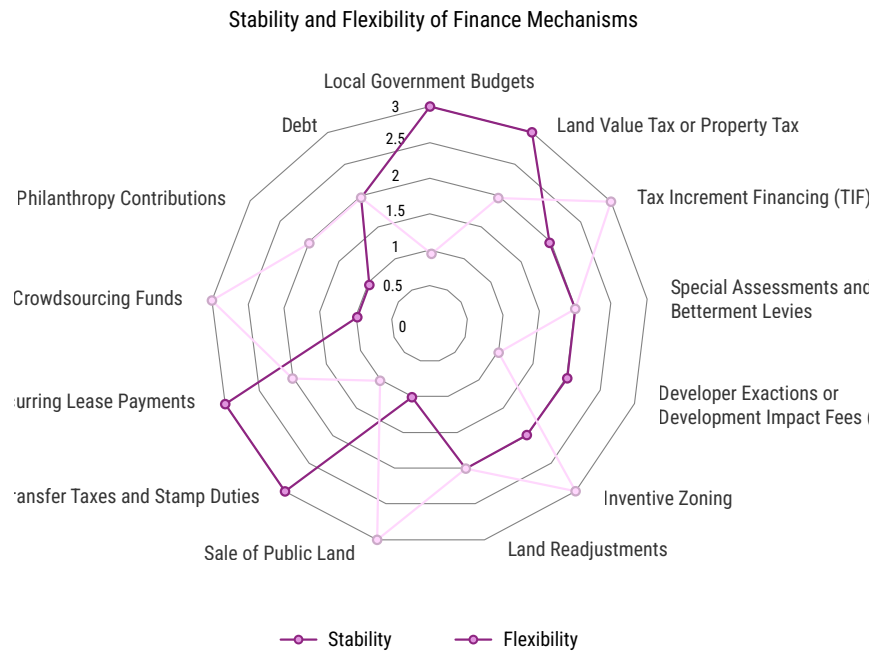 Stability and Flexibility of Finance Mechanisms
Local Government Budgets
Debt
Land Value Tax or Property Tax
Philanthropy Contributions
Tax Increment Financing (TIF)
Crowdsourcing Funds
Special Assessments and
Betterment Levies
Lease Payments
Developer Exactions or
Development Impact Fees (
Taxes and Stamp Duties
Inventive Zoning
Sale of Public Land
Land Readjustments
3
2.5
2
1.5
1
0.5
0
Stability
Flexibility